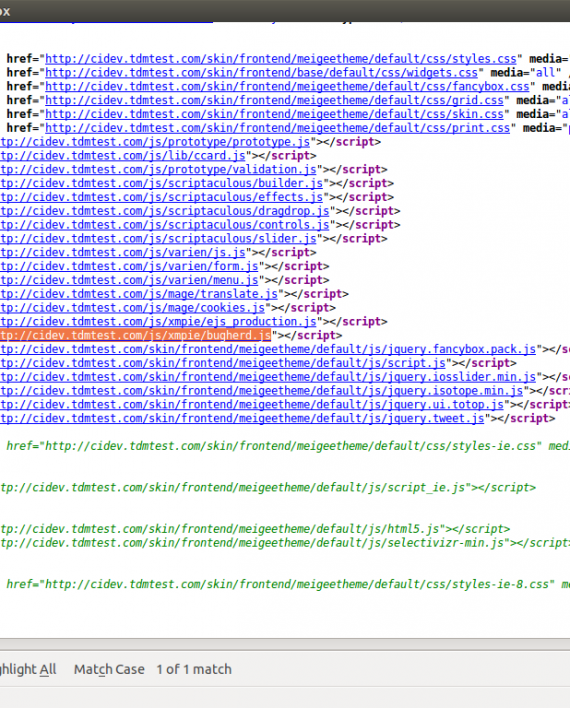 ox
href="http://cidev.tdmtest.com/skin/frontend/meigeetheme/default/css/styles.css" media=
href="http://cidev.tdmtest.com/skin/frontend/base/default/css/widgets.css" media="all"
href="http://cidev.tdmtest.com/skin/frontend/meigeetheme/default/css/fancybox.css" media
href="http://cidev.tdmtest.com/skin/frontend/meigeetheme/default/css/grid.css" media="al
href="http://cidev.tdmtest.com/skin/frontend/meigeetheme/default/css/skin.css" media="al
href="http://cidev.tdmtest.com/skin/frontend/meigeetheme/default/css/print.css" media="p
tp://cidev.tdmtest.com/js/prototype/prototype.js"></script>
tp://cidev.tdmtest.com/js/lib/ccard.js"></script>
tp://cidev.tdmtest.com/js/prototype/validation.js"></script>
tp://cidev.tdmtest.com/js/scriptaculous/builder.js"></script>
tp://cidev.tdmtest.com/js/scriptaculous/effects.js"></script>
tp://cidev.tdmtest.com/js/scriptaculous/dragdrop.js"></script>
tp://cidev.tdmtest.com/js/scriptaculous/controls.js"></script>
tp://cidev.tdmtest.com/js/scriptaculous/slider.js"></script>
tp://cidev.tdmtest.com/js/varien/js.js"></script>
tp://cidev.tdmtest.com/js/varien/form.js"></script>
tp://cidev.tdmtest.com/js/varien/menu.js"></script>
tp://cidev.tdmtest.com/js/mage/translate.js"></script>
tp://cidev.tdmtest.com/js/mage/cookies.js"></script>
tp://cidev.tdmtest.com/js/xmpie/ejs_production.js"></script>
tp://cidev.tdmtest.com/js/xmpie/bugherd.js"></script>
tp://cidev.tdmtest.com/skin/frontend/meigeetheme/default/js/jquery.fancybox.pack.js"></s
tp://cidev.tdmtest.com/skin/frontend/meigeetheme/default/js/script.js"></script>
tp://cidev.tdmtest.com/skin/frontend/meigeetheme/default/js/jquery.iosslider.min.js"></sc
tp://cidev.tdmtest.com/skin/frontend/meigeetheme/default/js/jquery.isotope.min.js"></scri
tp://cidev.tdmtest.com/skin/frontend/meigeetheme/default/js/jquery.ui.totop.js"></script>
tp://cidev.tdmtest.com/skin/frontend/meigeetheme/default/js/jquery.tweet.js"></script>
href="http://cidev.tdmtest.com/skin/frontend/meigeetheme/default/css/styles-ie.css" medi
tp://cidev.tdmtest.com/skin/frontend/meigeetheme/default/js/script_ie.js"></script>
tp://cidev.tdmtest.com/skin/frontend/meigeetheme/default/js/html5.js"></script>
tp://cidev.tdmtest.com/skin/frontend/meigeetheme/default/js/selectivizr-min.js"></script>
href="http://cidev.tdmtest.com/skin/frontend/meigeetheme/default/css/styles-ie-8.css" me
ghlight All Match Case 1 of 1 match